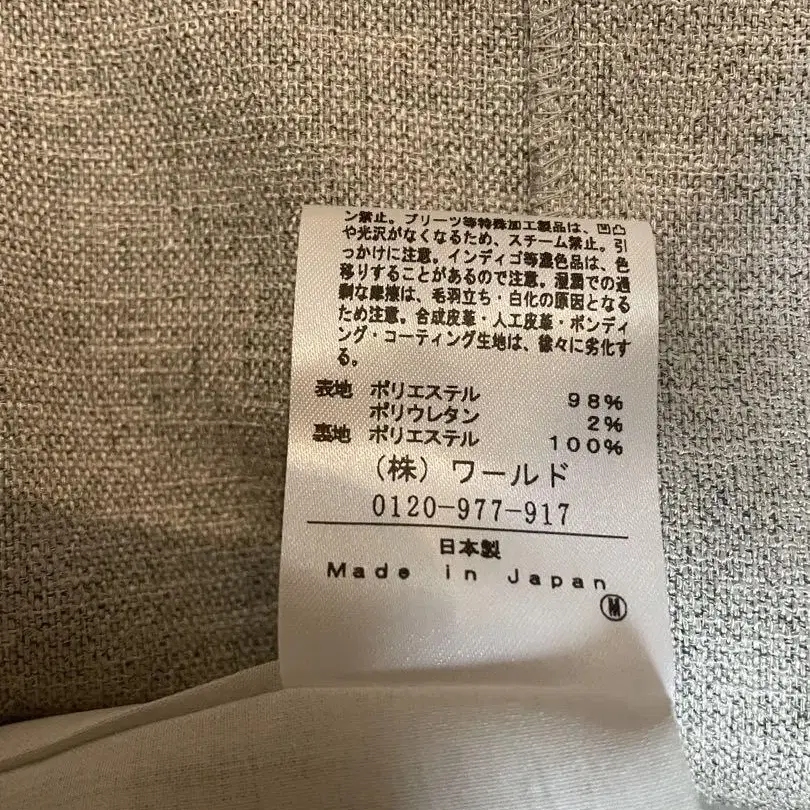 ン禁止。プリーツ等特殊加工製品は、凹凸
や光沢がなくなるため、スチーム禁止。引
っかけに注意。インディゴ等濃色品は、色
移りすることがあるので注意。湿潤での過
剰な摩擦は、毛羽立ち・白化の原因となる
ため注意。合成皮革・人工皮革・ボンディ
ング・コーティング生地は、徐々に劣化す
る。
表地 ポリエステル 98%
ポリウレタン 2%
裏地 ポリエステル 100%
(株)ワールド
0120-977-917
日本製
Made in Japan
M